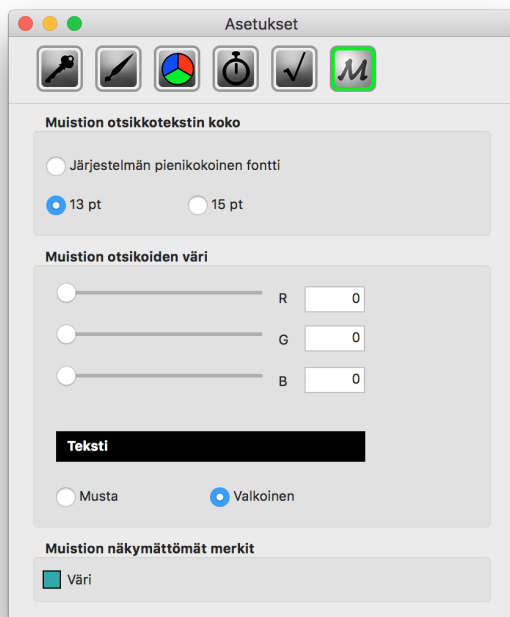 Asetukset
M
Muistion otsikkotekstin koko
Järjestelmän pienikokoinen fontti
13 pt 15 pt
Muistion otsikoiden väri
R 0
G 0
B 0
Teksti
Musta Valkoinen
Muistion näkymättömät merkit
Väri